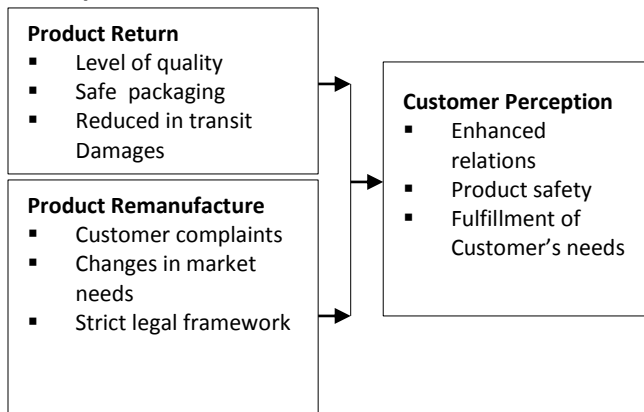 Product Return
▪ Level of quality
▪ Safe packaging
▪ Reduced in transit
Damages
Product Remanufacture
▪ Customer complaints
▪ Changes in market
needs
▪ Strict legal framework
Customer Perception
▪ Enhanced
relations
▪ Product safety
▪ Fulfillment of
Customer’s needs